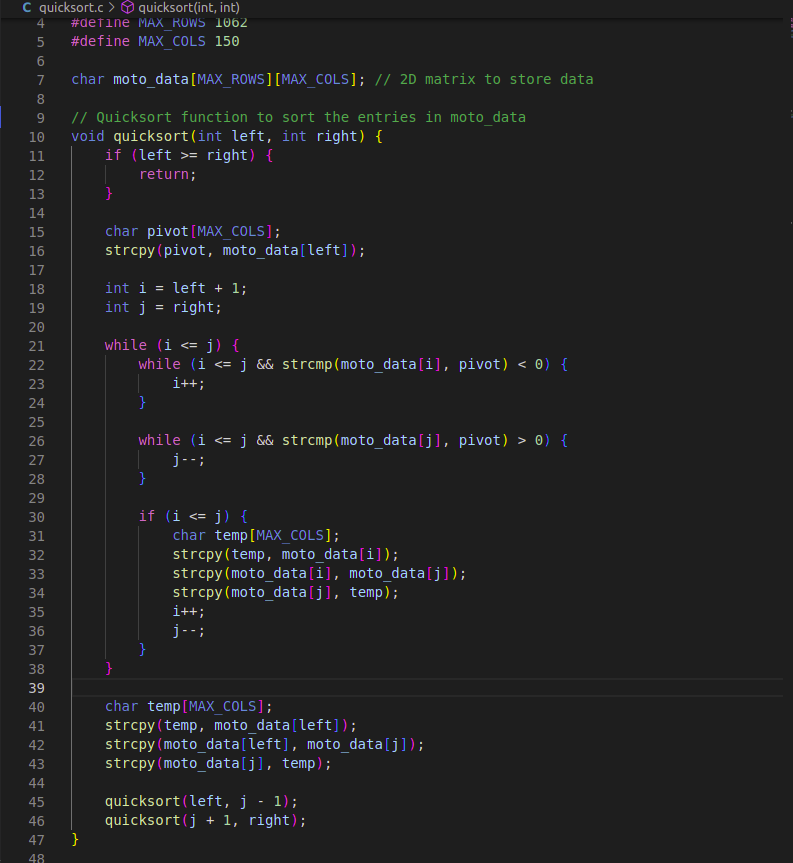 C quicksort.c > quicksort(int, int)
4 #define MAX_ROWS 1062
5 #define MAX_COLS 150
6
7 char moto_data[MAX_ROWS][MAX_COLS]; // 2D matrix to store data
8
9 // Quicksort function to sort the entries in moto_data
10 void quicksort(int left, int right) {
11     if (left >= right) {
12         return;
13     }
14
15     char pivot[MAX_COLS];
16     strcpy(pivot, moto_data[left]);
17
18     int i = left + 1;
19     int j = right;
20
21     while (i <= j) {
22         while (i <= j && strcmp(moto_data[i], pivot) < 0) {
23             i++;
24         }
25
26         while (i <= j && strcmp(moto_data[j], pivot) > 0) {
27             j--;
28         }
29
30         if (i <= j) {
31             char temp[MAX_COLS];
32             strcpy(temp, moto_data[i]);
33             strcpy(moto_data[i], moto_data[j]);
34             strcpy(moto_data[j], temp);
35             i++;
36             j--;
37         }
38     }
39
40     char temp[MAX_COLS];
41     strcpy(temp, moto_data[left]);
42     strcpy(moto_data[left], moto_data[j]);
43     strcpy(moto_data[j], temp);
44
45     quicksort(left, j - 1);
46     quicksort(j + 1, right);
47 }
48